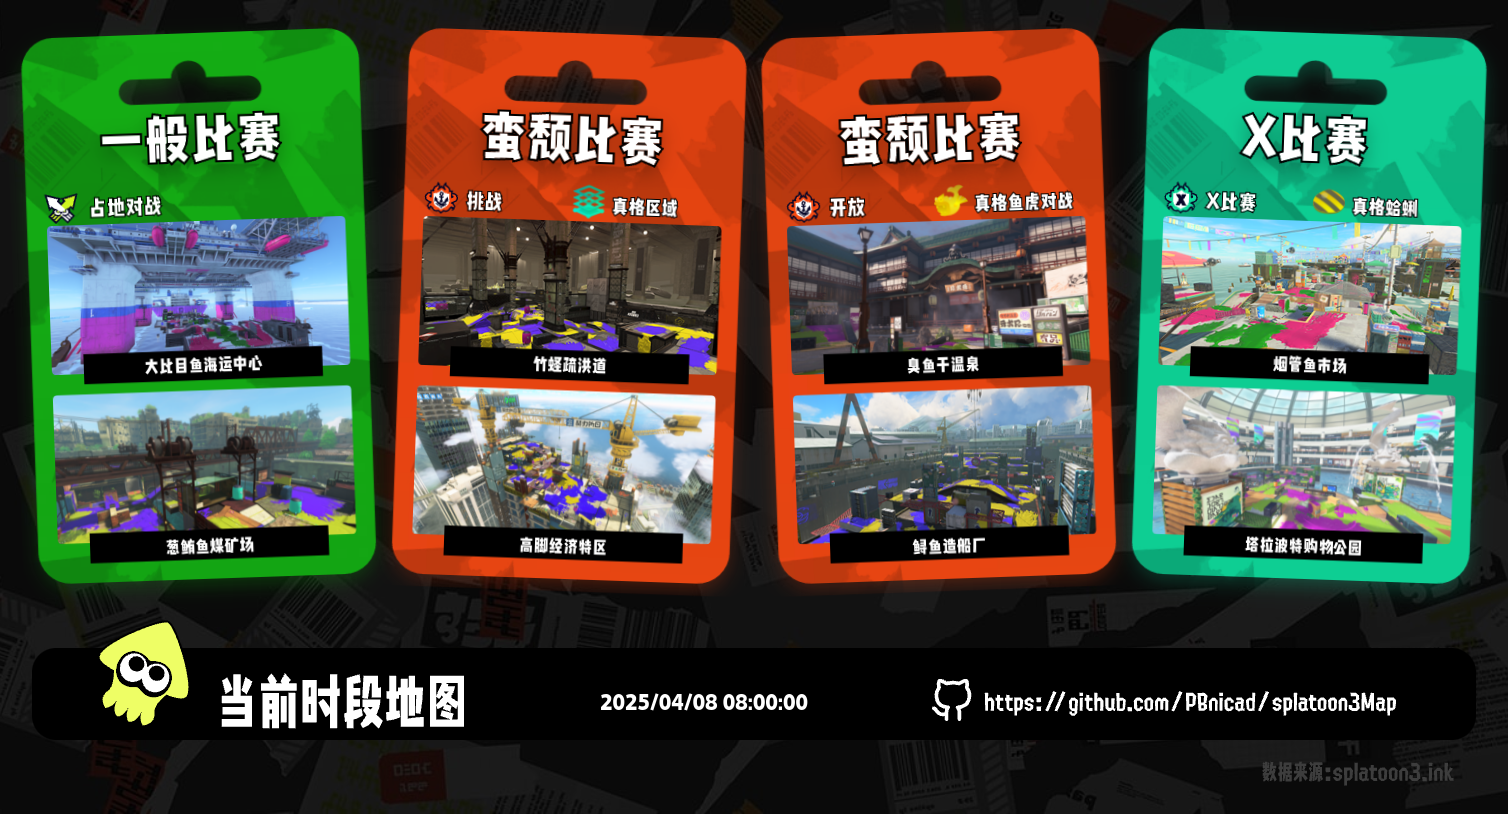 一般比赛
占地对战
大比目鱼海运中心
葱鲔鱼煤矿场
蛮颓比赛
挑战
真格区域
竹蛏疏洪道
高脚经济特区
蛮颓比赛
开放
真格鱼虎对战
臭鱼干温泉
鲟鱼造船厂
X比赛
X比赛
真格蛤蜊
烟管鱼市场
塔拉波特购物公园
当前时段地图
2025/04/08 08:00:00
https://github.com/PBnicad/splatoon3Map
数据来源:splatoon3.ink